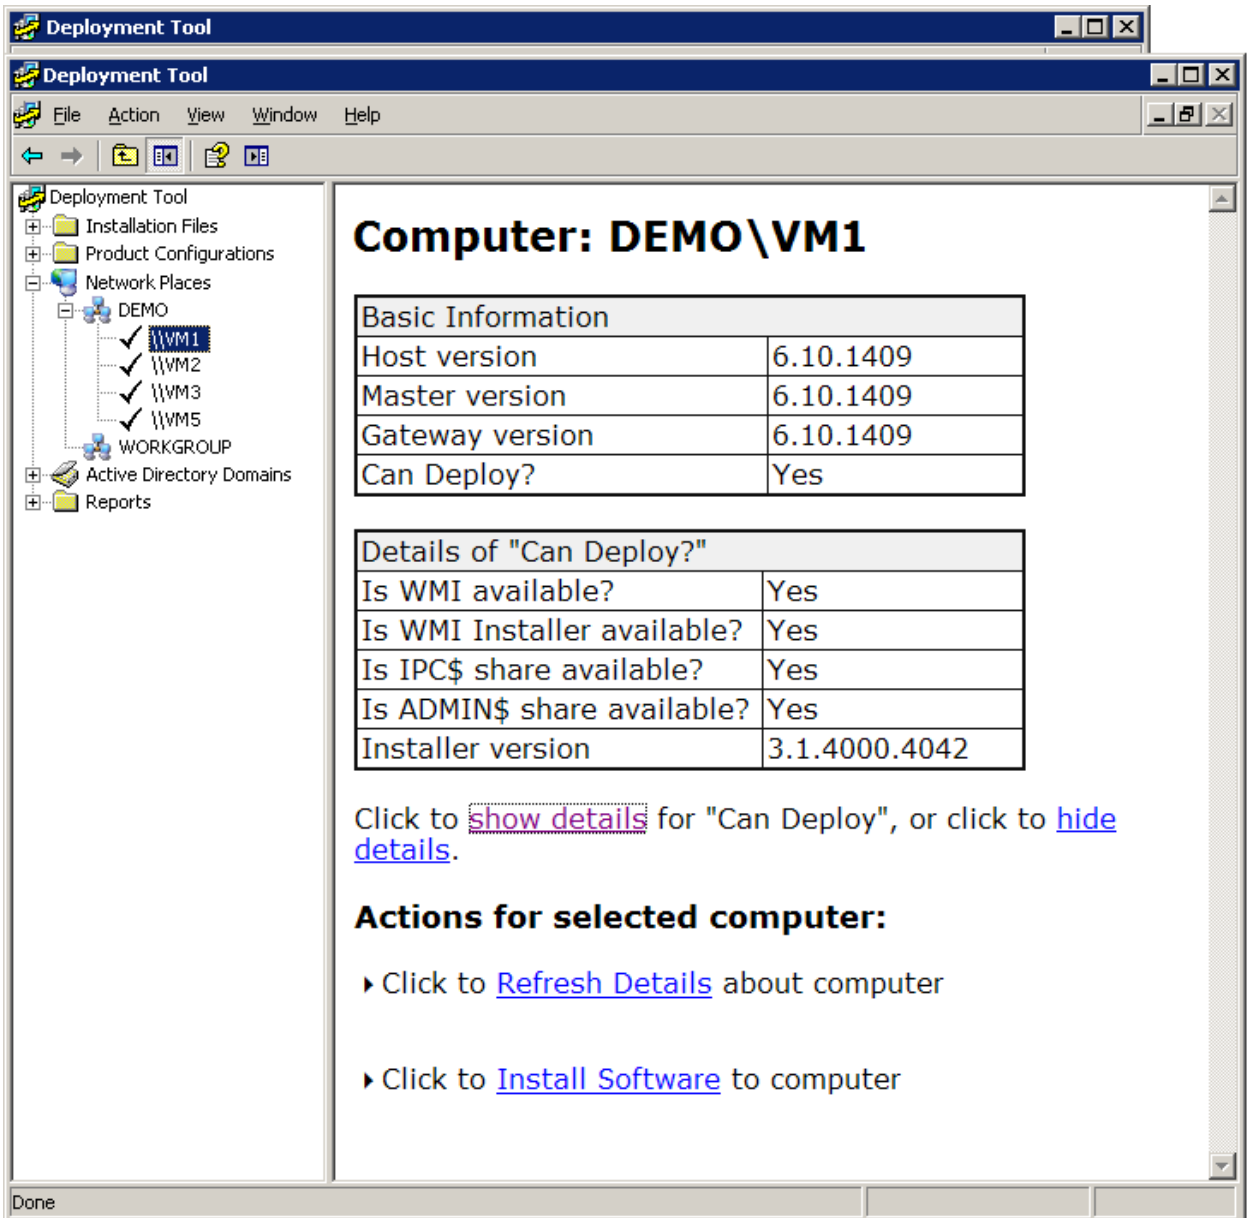 Deployment Tool
Deployment Tool
File Action View Window Help
Deployment Tool
Installation Files
Product Configurations
Network Places
DEMO
\\VM1
\\VM2
\\VM3
\\VM5
WORKGROUP
Active Directory Domains
Reports
Computer: DEMO\VM1
Basic Information
Host version 6.10.1409
Master version 6.10.1409
Gateway version 6.10.1409
Can Deploy? Yes
Details of "Can Deploy?"
Is WMI available? Yes
Is WMI Installer available? Yes
Is IPC$ share available? Yes
Is ADMIN$ share available? Yes
Installer version 3.1.4000.4042
Click to show details for "Can Deploy", or click to hide
details.
Actions for selected computer:
Click to Refresh Details about computer
Click to Install Software to computer
Done